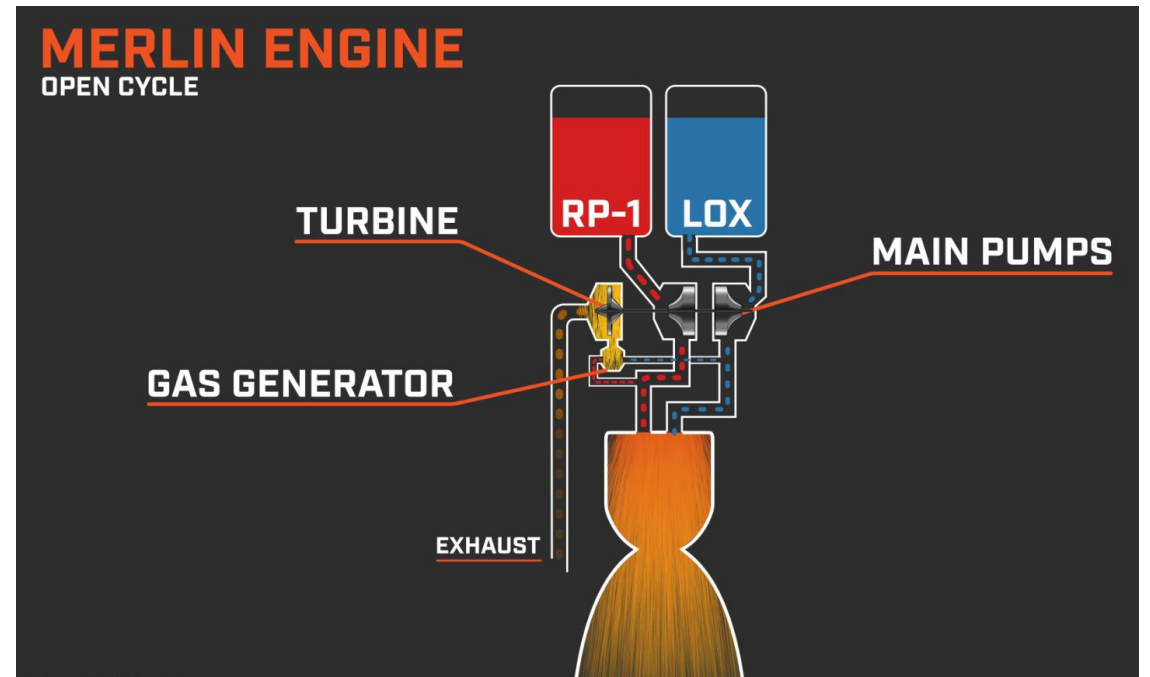 MERLIN ENGINE
OPEN CYCLE
RP-1
LOX
TURBINE
MAIN PUMPS
GAS GENERATOR
EXHAUST